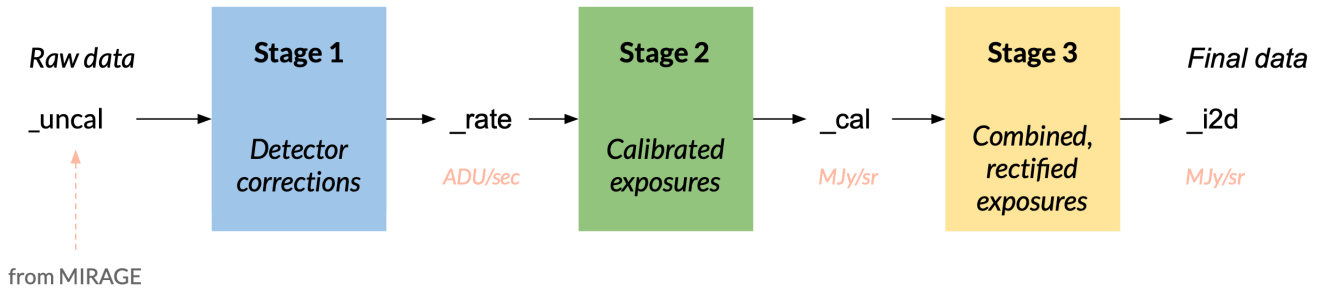 Raw data
_uncal
from MIRAGE
Stage 1
Detector
corrections
_rate
ADU/sec
Stage 2
Calibrated
exposures
_cal
MJy/sr
Stage 3
Combined,
rectified
exposures
Final data
_i2d
MJy/sr